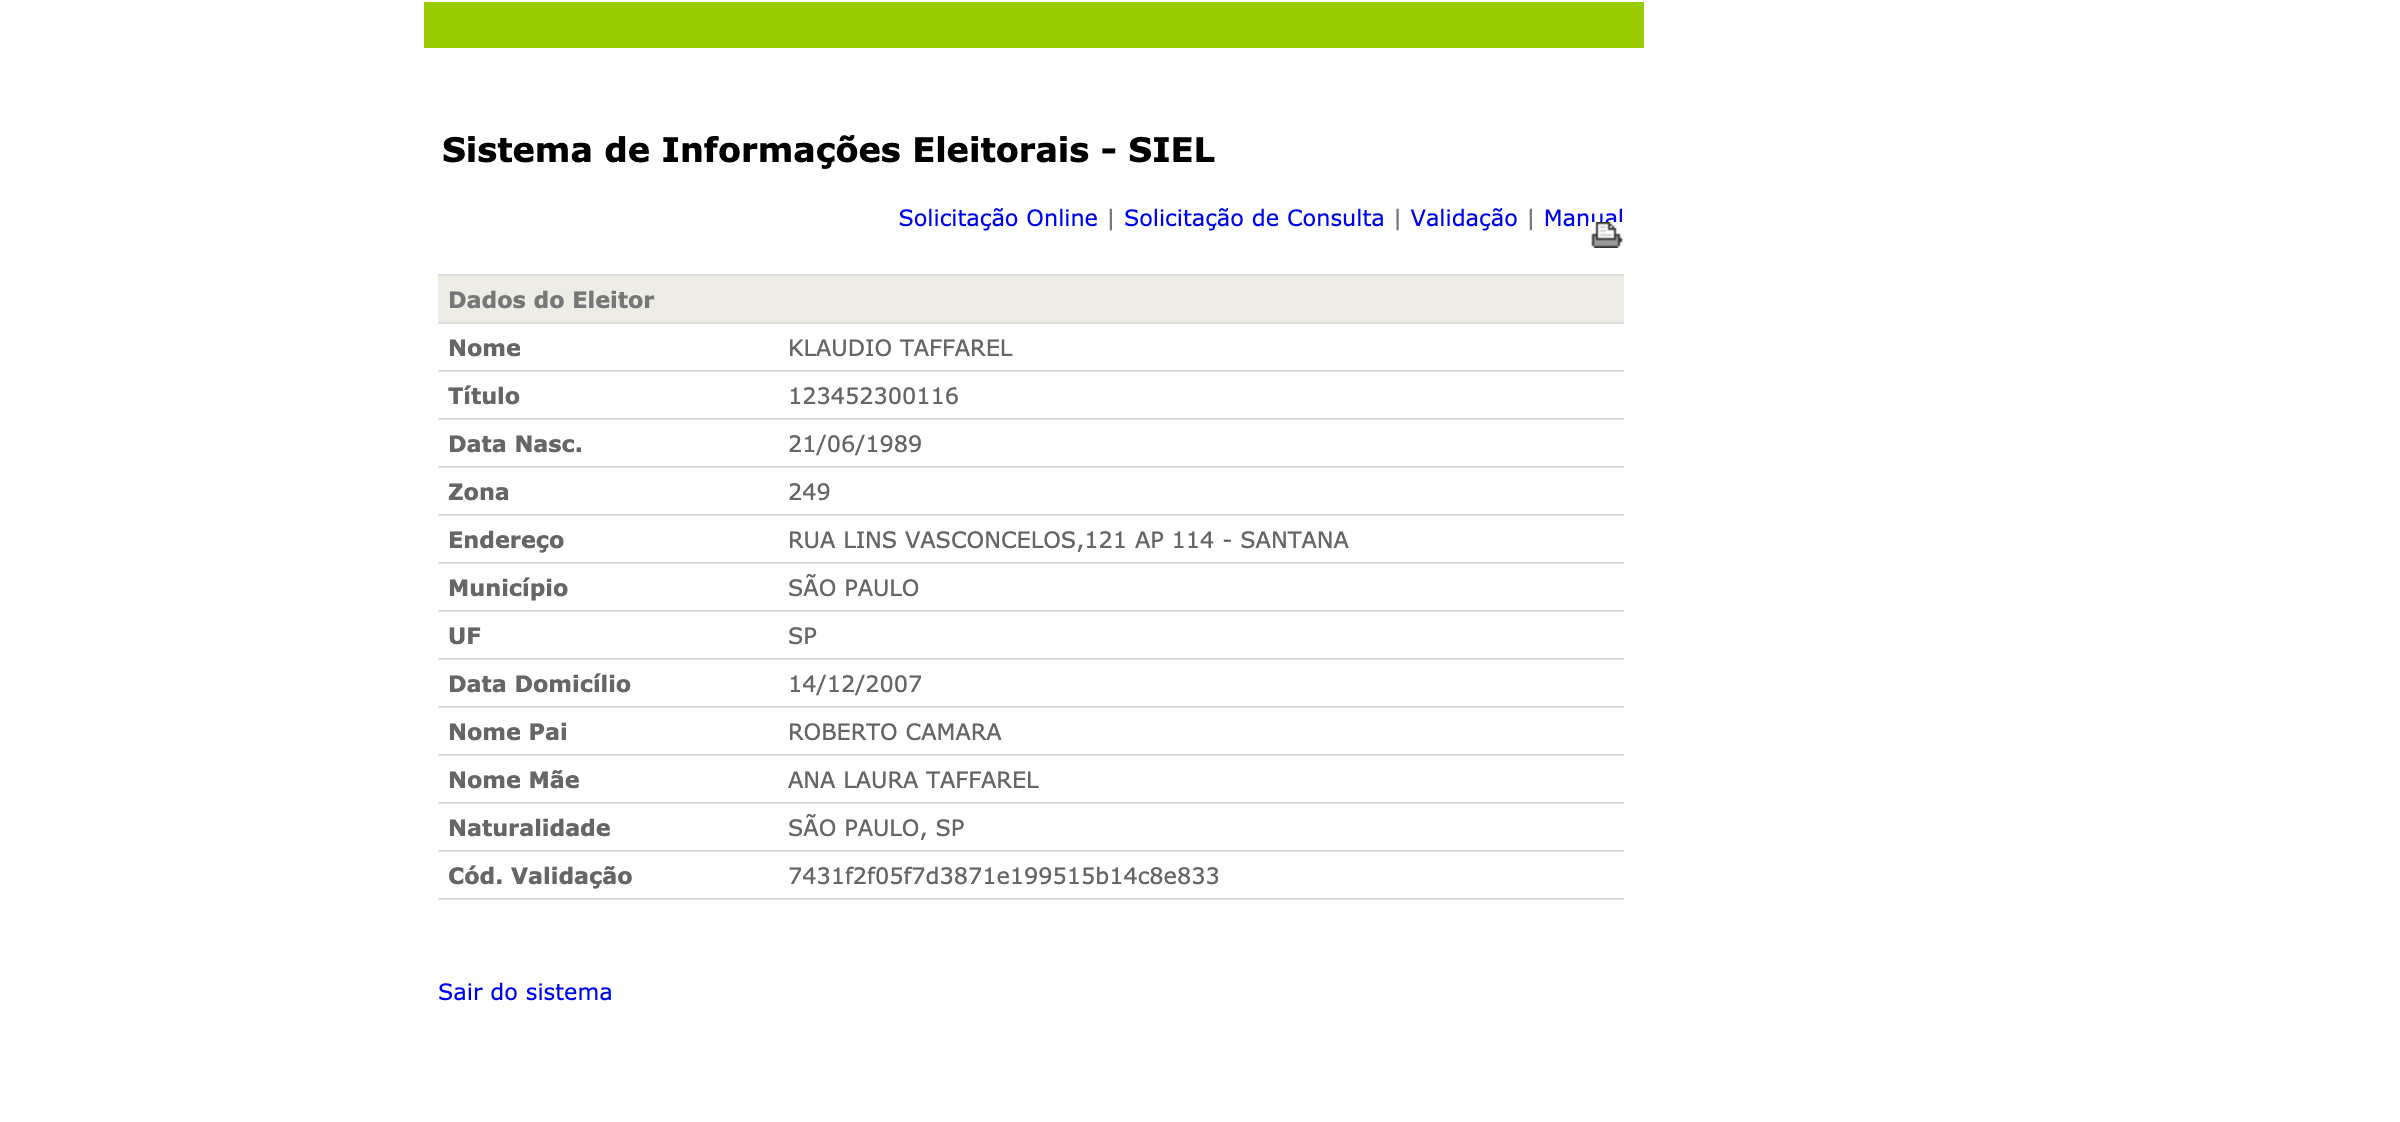 Sistema de Informações Eleitorais - SIEL
Solicitação Online | Solicitação de Consulta | Validação | Manual
Dados do Eleitor
Nome KLAUDIO TAFFAREL
Título 123452300116
Data Nasc. 21/06/1989
Zona 249
Endereço RUA LINS VASCONCELOS,121 AP 114 - SANTANA
Município SÃO PAULO
UF SP
Data Domicílio 14/12/2007
Nome Pai ROBERTO CAMARA
Nome Mãe ANA LAURA TAFFAREL
Naturalidade SÃO PAULO, SP
Cód. Validação 7431f2f05f7d3871e199515b14c8e833
Sair do sistema